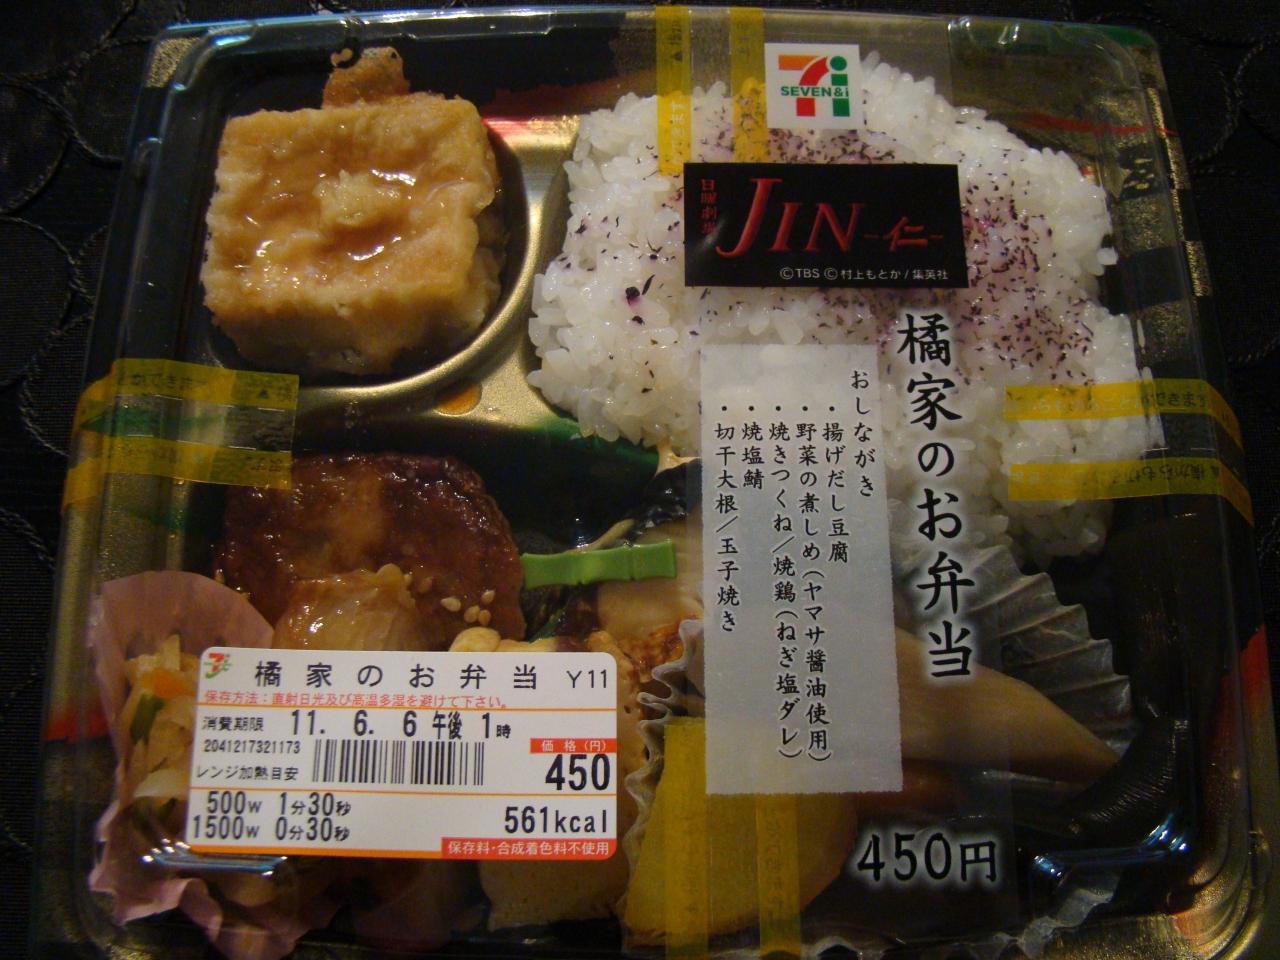 SEVEN&i
日曜劇場
JIN-仁-
©TBS ©村上もとか/集英社
橘家のお弁当
おしながき
・揚げだし豆腐
・野菜の煮しめ(ヤマサ醤油使用)
・焼きつくね/焼鶏(ねぎ塩ダレ)
・焼塩鯖
・切干大根/玉子焼き
450円
橘家のお弁当 Y11
保存方法:直射日光及び高温多湿を避けて下さい。
消費期限 11. 6. 6 午後 1時
2041217321173
価格(円)
レンジ加熱目安
450
500W 1分30秒
1500W 0分30秒
561kcal
保存料・合成着色料不使用